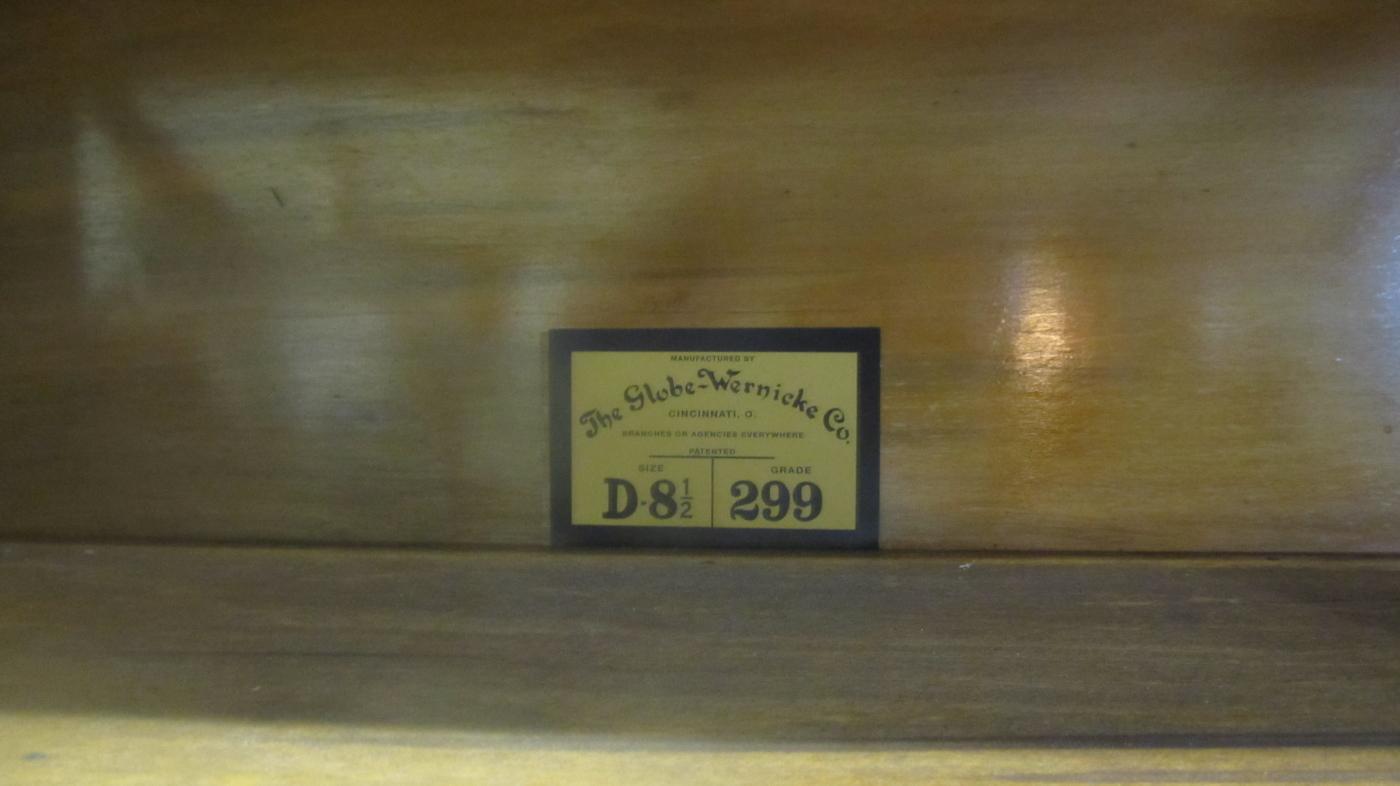 MANUFACTURED BY
The Globe-Wernicke Co.
CINCINNATI, O.
BRANCHES OR AGENCIES EVERYWHERE
PATENTED
SIZE GRADE
D-8½ 299